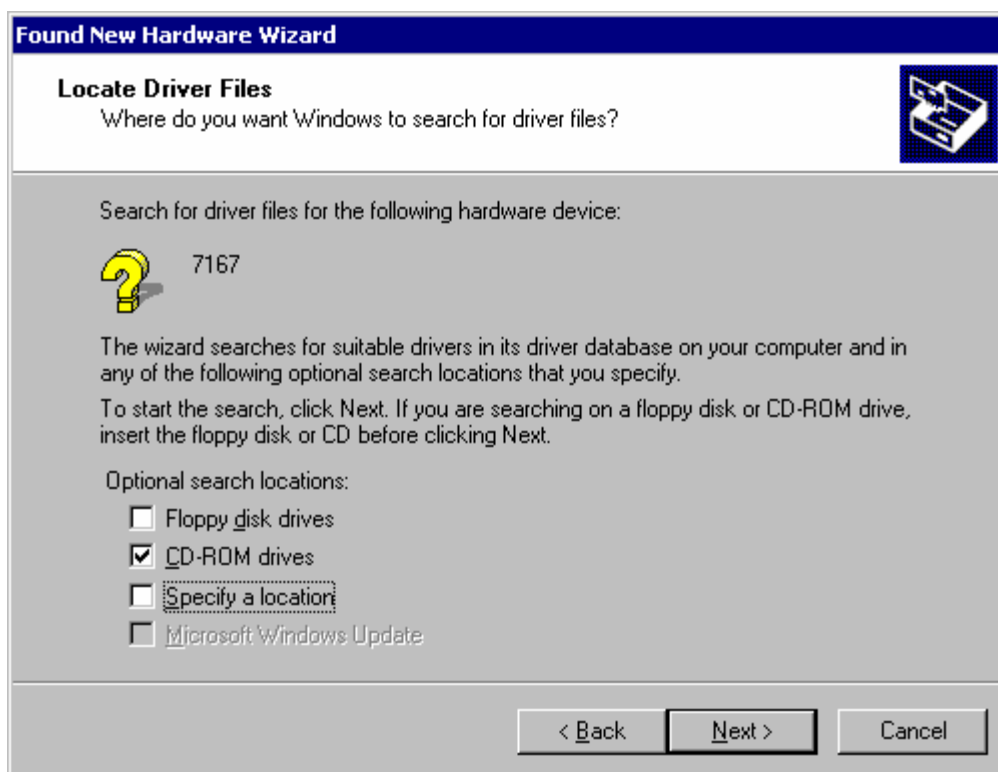 Found New Hardware Wizard
Locate Driver Files
Where do you want Windows to search for driver files?
Search for driver files for the following hardware device:
7167
The wizard searches for suitable drivers in its driver database on your computer and in
any of the following optional search locations that you specify.
To start the search, click Next. If you are searching on a floppy disk or CD-ROM drive,
insert the floppy disk or CD before clicking Next.
Optional search locations:
Floppy disk drives
CD-ROM drives
Specify a location
Microsoft Windows Update
< Back Next > Cancel